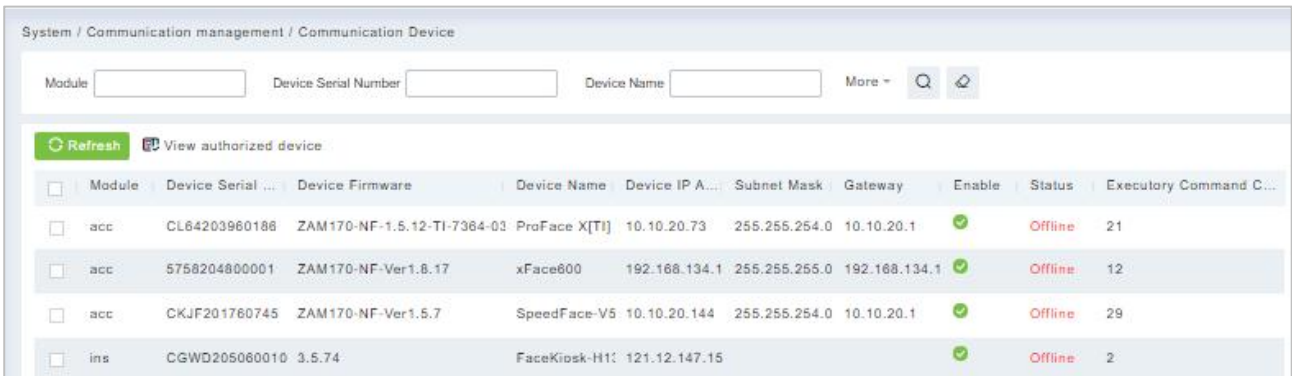 System / Communication management / Communication Device
Module Device Serial Number Device Name More
Refresh View authorized device
Module Device Serial ... Device Firmware Device Name Device IP A... Subnet Mask Gateway Enable Status Executory Command C...
acc CL64203960186 ZAM170-NF-1.5.12-TI-7364-03 ProFace X[TI] 10.10.20.73 255.255.254.0 10.10.20.1 Offline 21
acc 5758204800001 ZAM170-NF-Ver1.8.17 xFace600 192.168.134.1 255.255.255.0 192.168.134.1 Offline 12
acc CKJF201760745 ZAM170-NF-Ver1.5.7 SpeedFace-V5 10.10.20.144 255.255.254.0 10.10.20.1 Offline 29
ins CGWD205060010 3.5.74 121.12.147.15 Offline 2